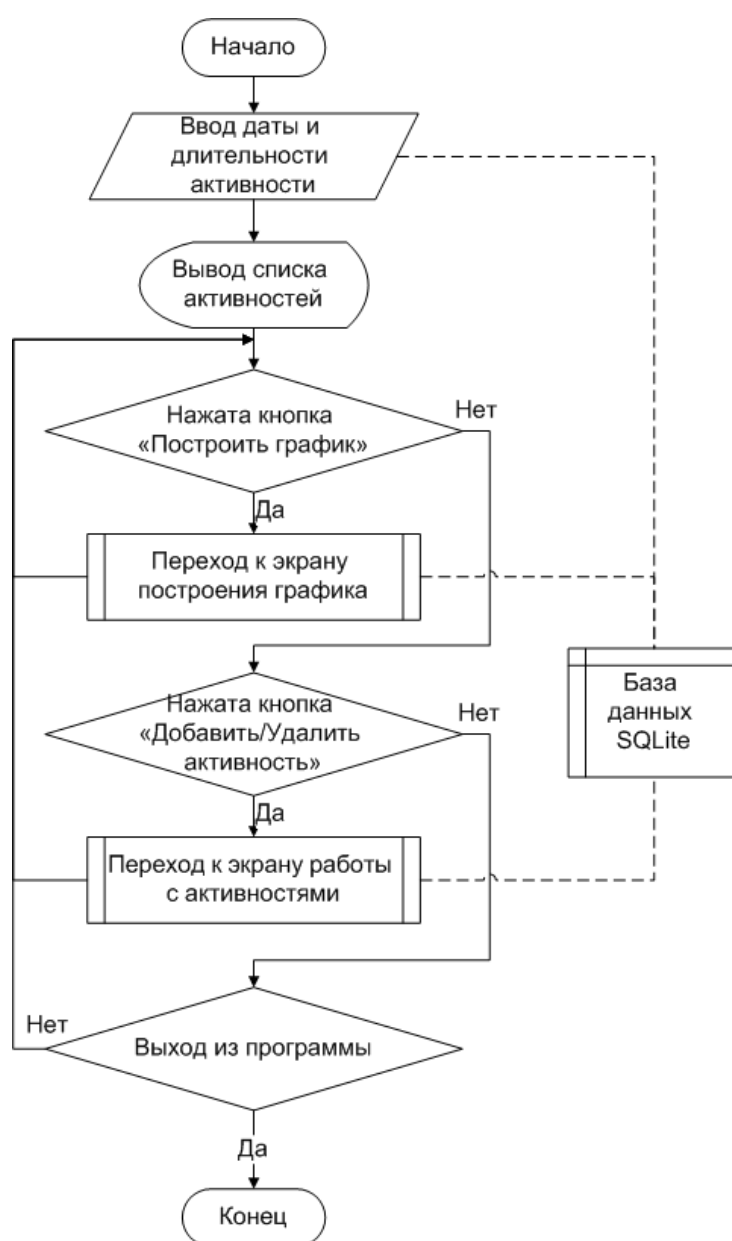 Начало
Ввод даты и
длительности
активности
Вывод списка
активностей
Нажата кнопка
«Построить график»
Нет
Да
Переход к экрану
построения графика
Нажата кнопка
«Добавить/Удалить
активность»
Нет
База
данных
SQLite
Да
Переход к экрану работы
с активностями
Нет
Выход из программы
Да
Конец